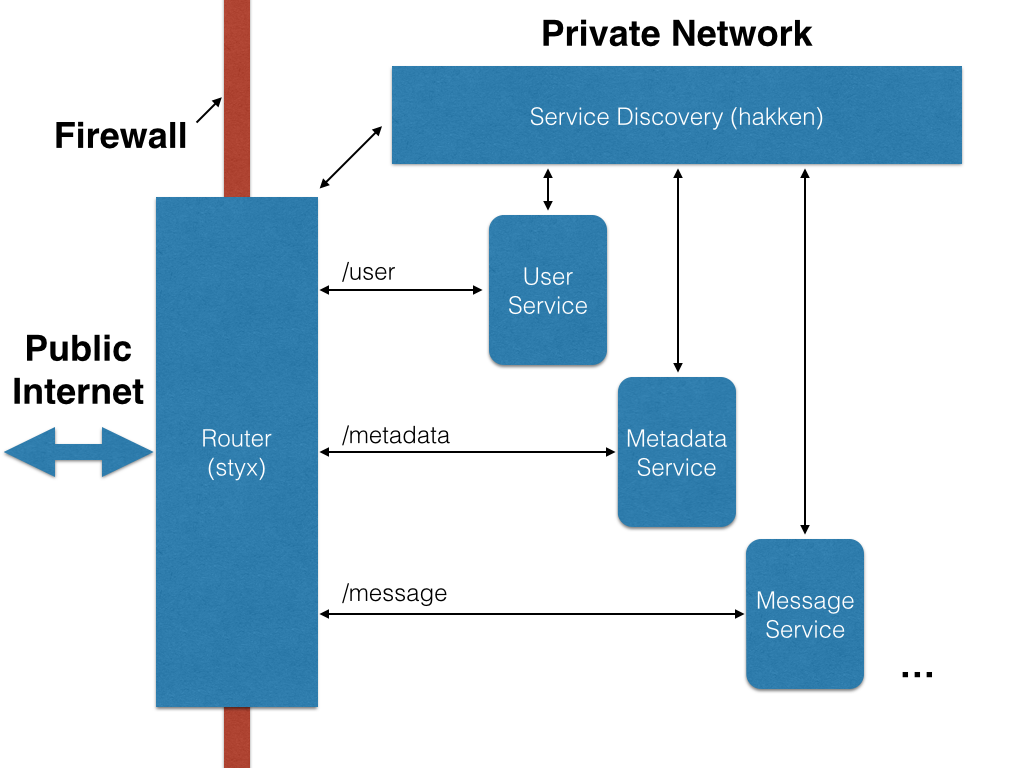 Private Network
Service Discovery (hakken)
Firewall
/user
User
Service
Public
Internet
/metadata
Router
(styx)
Metadata
Service
/message
Message
Service
...